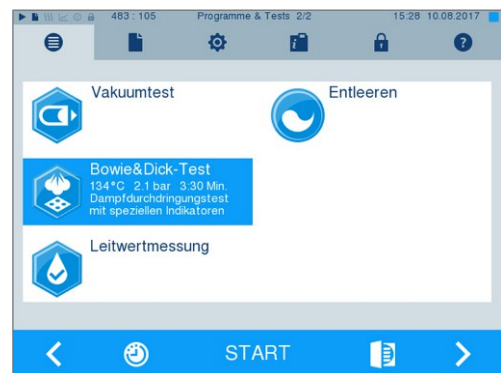 483 : 105 Programme & Tests 2/2 15:28 10.08.2017
Vakuumtest
Entleeren
Bowie&Dick-Test
134°C 2.1 bar 3:30 Min.
Dampfdurchdringungstest
mit speziellen Indikatoren
Leitwertmessung
START